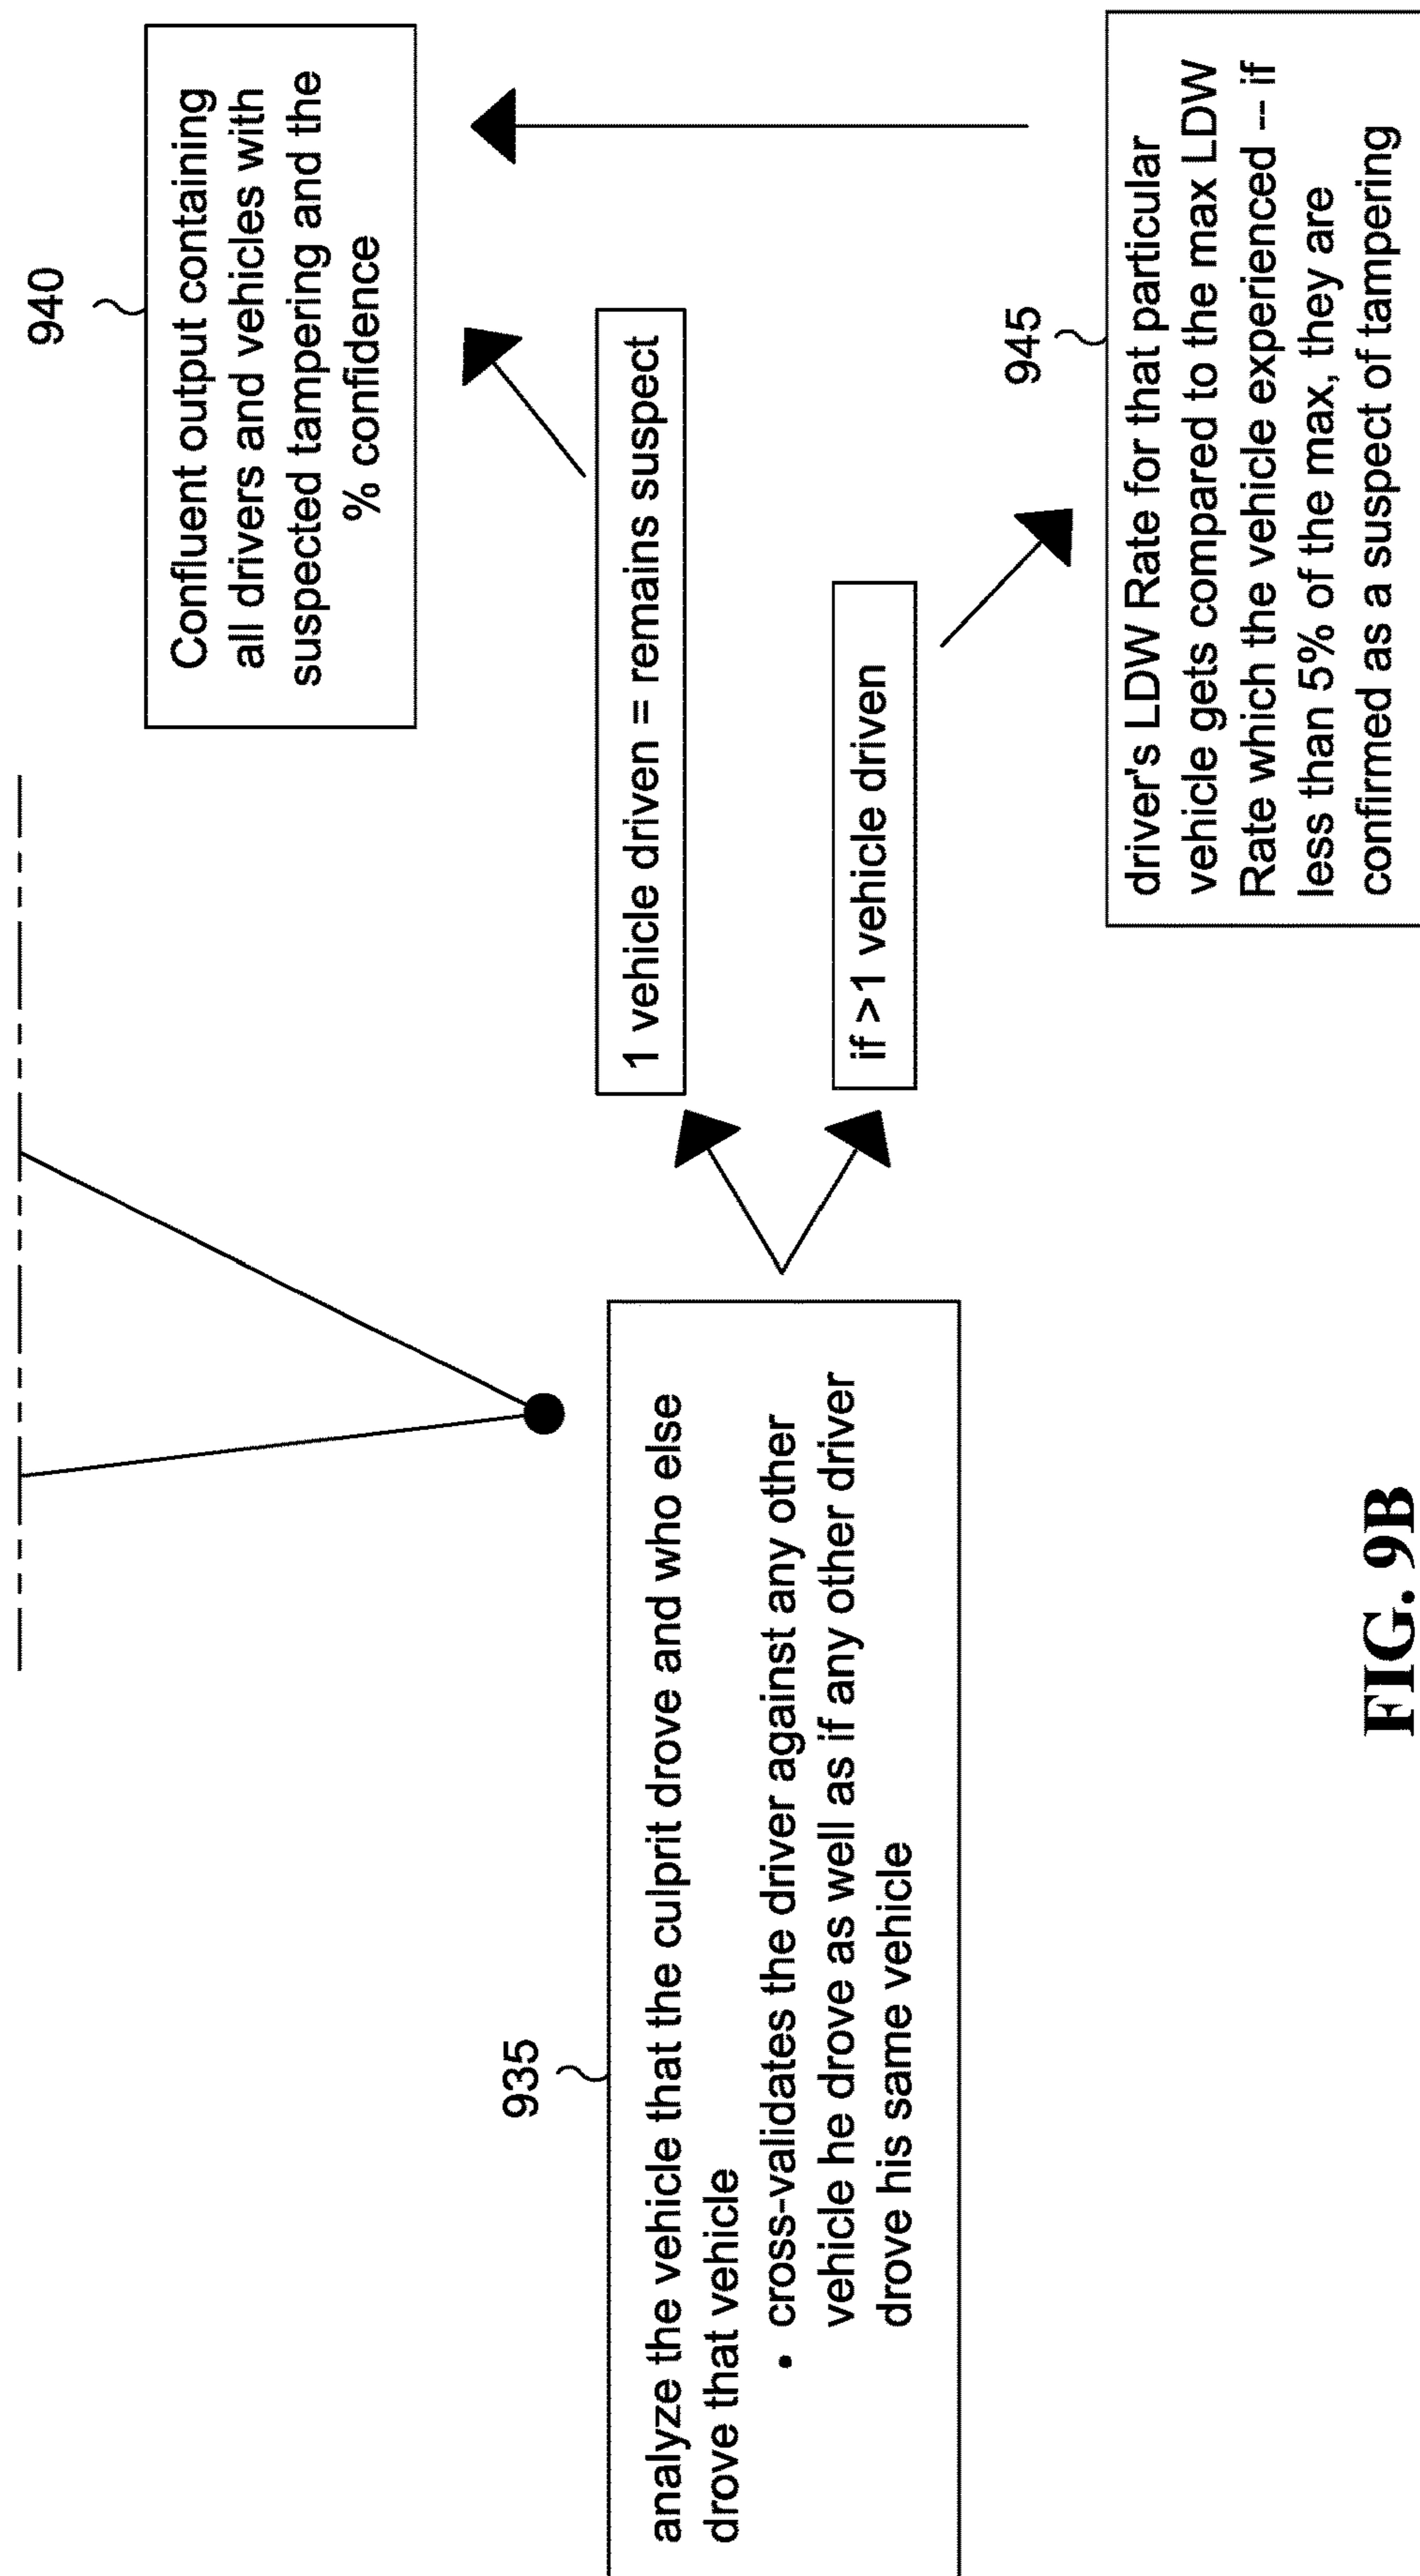 935
analyze the vehicle that the culprit drove and who else
drove that vehicle
• cross-validates the driver against any other
vehicle he drove as well as if any other driver
drove his same vehicle
1 vehicle driven = remains suspect
if >1 vehicle driven
940
Confluent output containing
all drivers and vehicles with
suspected tampering and the
% confidence
945
driver's LDW Rate for that particular
vehicle gets compared to the max LDW
Rate which the vehicle experienced -- if
less than 5% of the max, they are
confirmed as a suspect of tampering
FIG. 9B